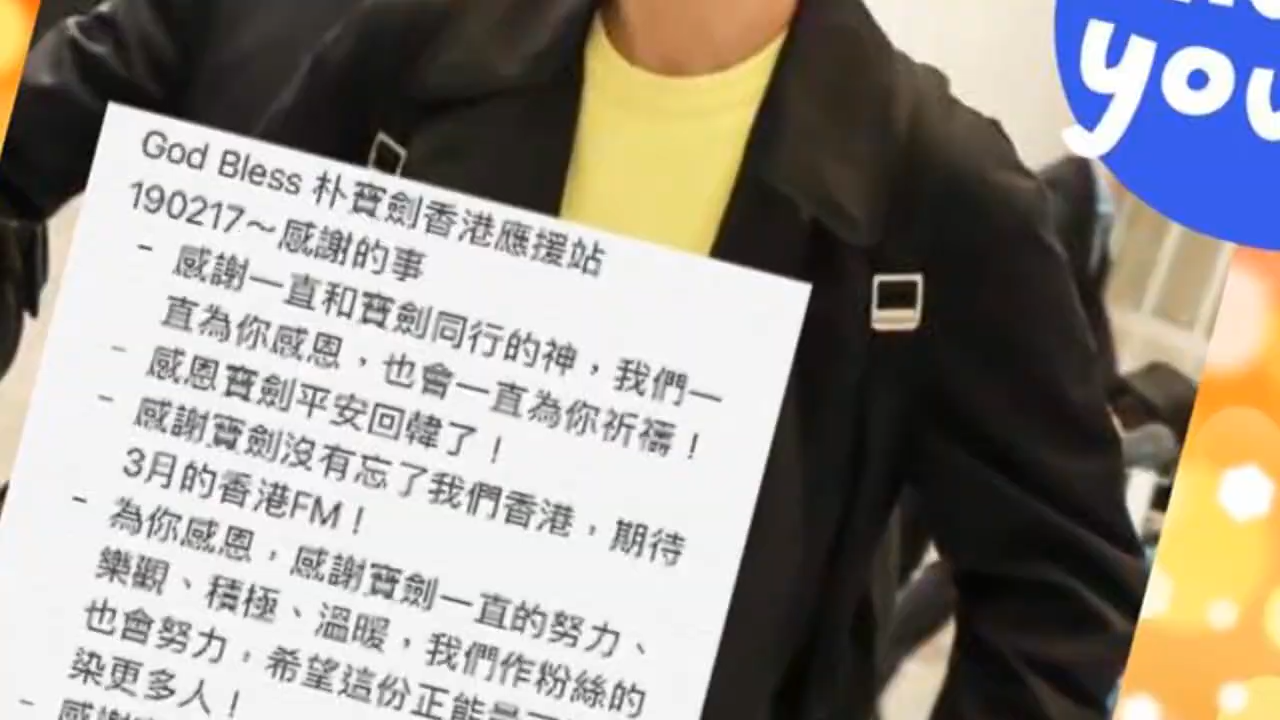 you
God Bless 朴寶劍香港應援站
190217～感謝的事
- 感謝一直和寶劍同行的神，我們一
直為你感恩，也會一直為你祈禱！
- 感恩寶劍平安回韓了！
- 感謝寶劍沒有忘了我們香港，期待
3月的香港FM！
- 為你感恩，感謝寶劍一直的努力、
樂觀、積極、溫暖，我們作粉絲的
也會努力，希望這份正能量
染更多人！
- 感謝